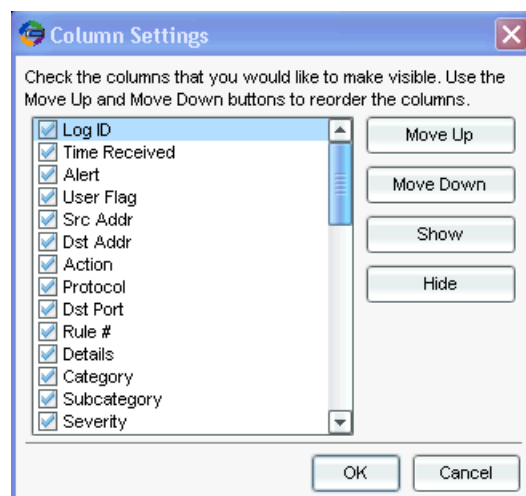 Column Settings
Check the columns that you would like to make visible. Use the
Move Up and Move Down buttons to reorder the columns.
Log ID
Time Received
Alert
User Flag
Src Addr
Dst Addr
Action
Protocol
Dst Port
Rule #
Details
Category
Subcategory
Severity
Move Up
Move Down
Show
Hide
OK
Cancel